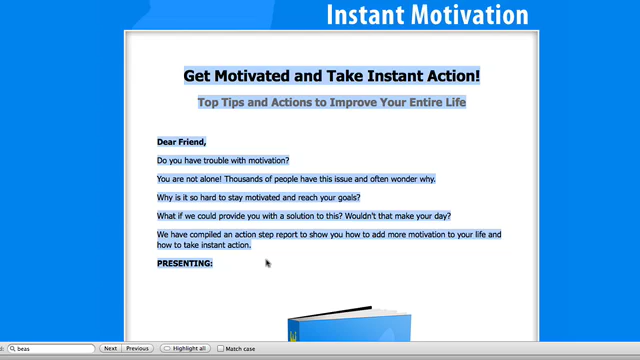 Instant Motivation
Get Motivated and Take Instant Action!
Top Tips and Actions to Improve Your Entire Life
Dear Friend,
Do you have trouble with motivation?
You are not alone! Thousands of people have this issue and often wonder why.
Why is it so hard to stay motivated and reach your goals?
What if we could provide you with a solution to this? Wouldn't that make your day?
We have compiled an action step report to show you how to add more motivation to your life and
how to take instant action.
PRESENTING:
d: beas Next Previous Highlight all Match case